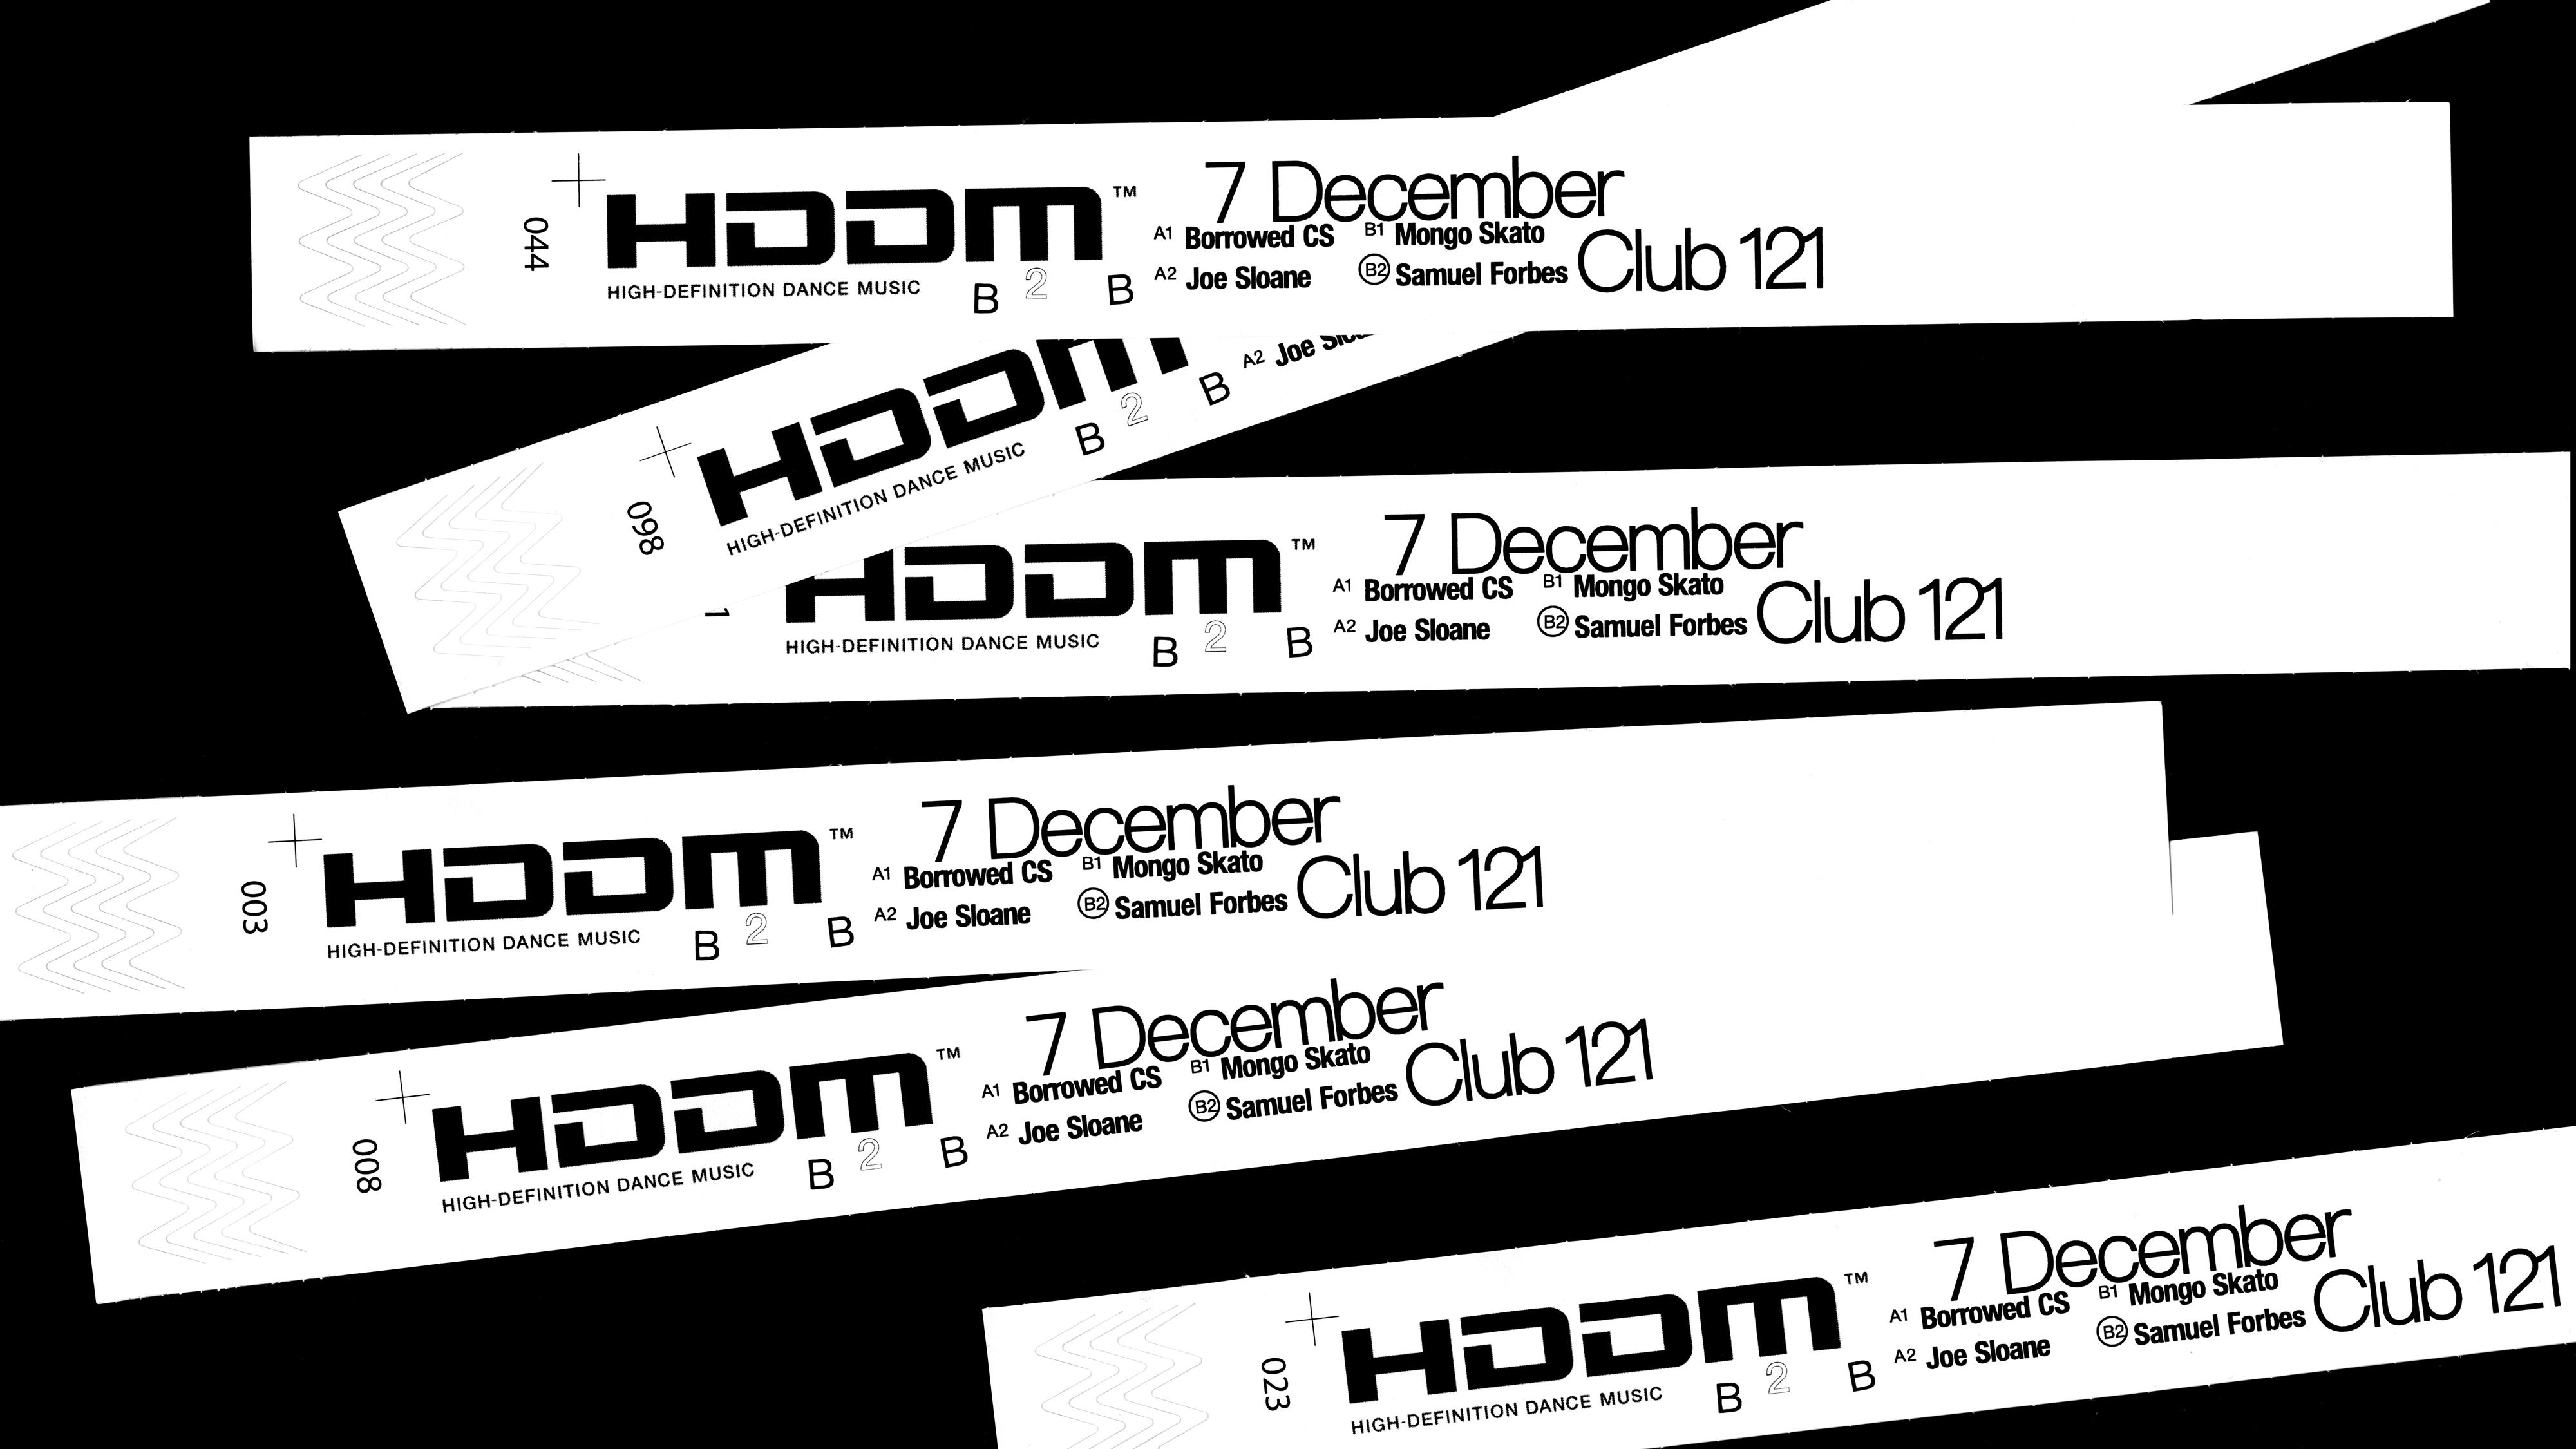 044
HDDM™
HIGH-DEFINITION DANCE MUSIC
B 2 B
7 December
A1 Borrowed CS B1 Mongo Skato
A2 Joe Sloane B2 Samuel Forbes
Club 121
098
HDDM
HIGH-DEFINITION DANCE MUSIC
B 2 B
A2 Joe
1
HDDM™
HIGH-DEFINITION DANCE MUSIC
B 2 B
7 December
A1 Borrowed CS B1 Mongo Skato
A2 Joe Sloane B2 Samuel Forbes
Club 121
003
HDDM™
HIGH-DEFINITION DANCE MUSIC
B 2 B
7 December
A1 Borrowed CS B1 Mongo Skato
A2 Joe Sloane B2 Samuel Forbes
Club 121
008
HDDM™
HIGH-DEFINITION DANCE MUSIC
B 2 B
7 December
A1 Borrowed CS B1 Mongo Skato
A2 Joe Sloane B2 Samuel Forbes
Club 121
023
HDDM™
HIGH-DEFINITION DANCE MUSIC
B 2 B
7 December
A1 Borrowed CS B1 Mongo Skato
A2 Joe Sloane B2 Samuel Forbes
Club 121